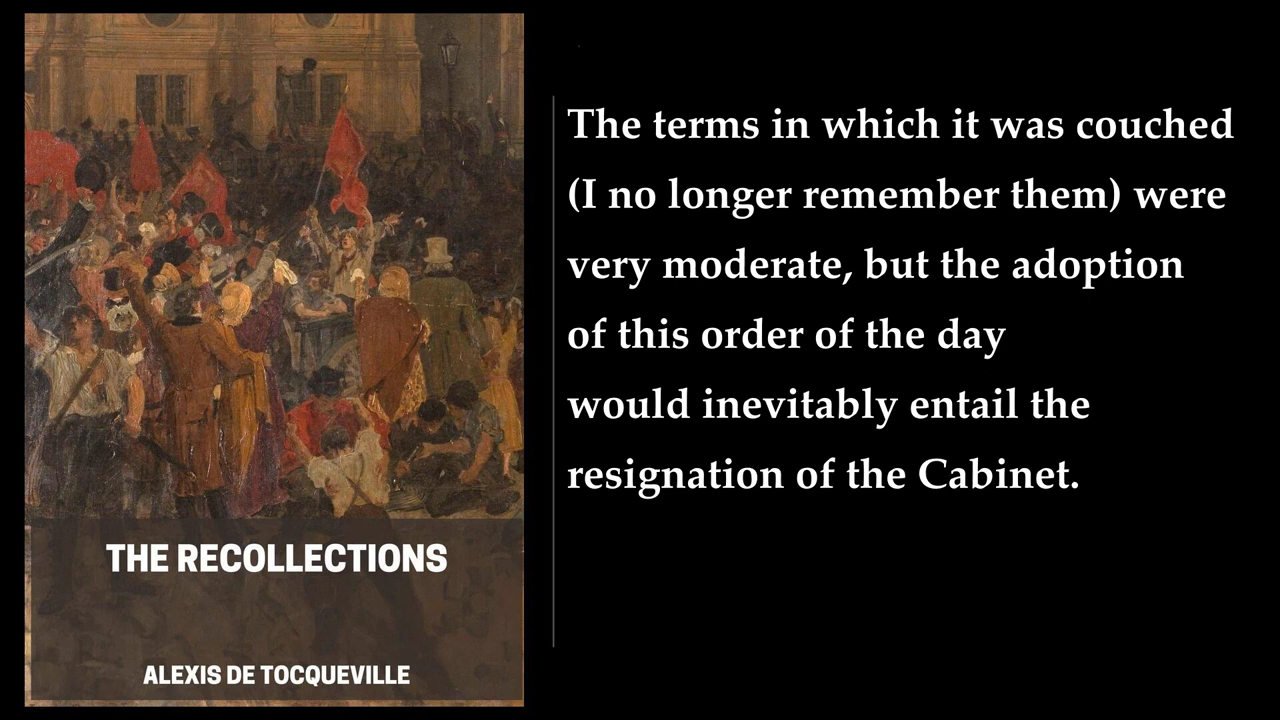 THE RECOLLECTIONS
ALEXIS DE TOCQUEVILLE
The terms in which it was couched
(I no longer remember them) were
very moderate, but the adoption
of this order of the day
would inevitably entail the
resignation of the Cabinet.